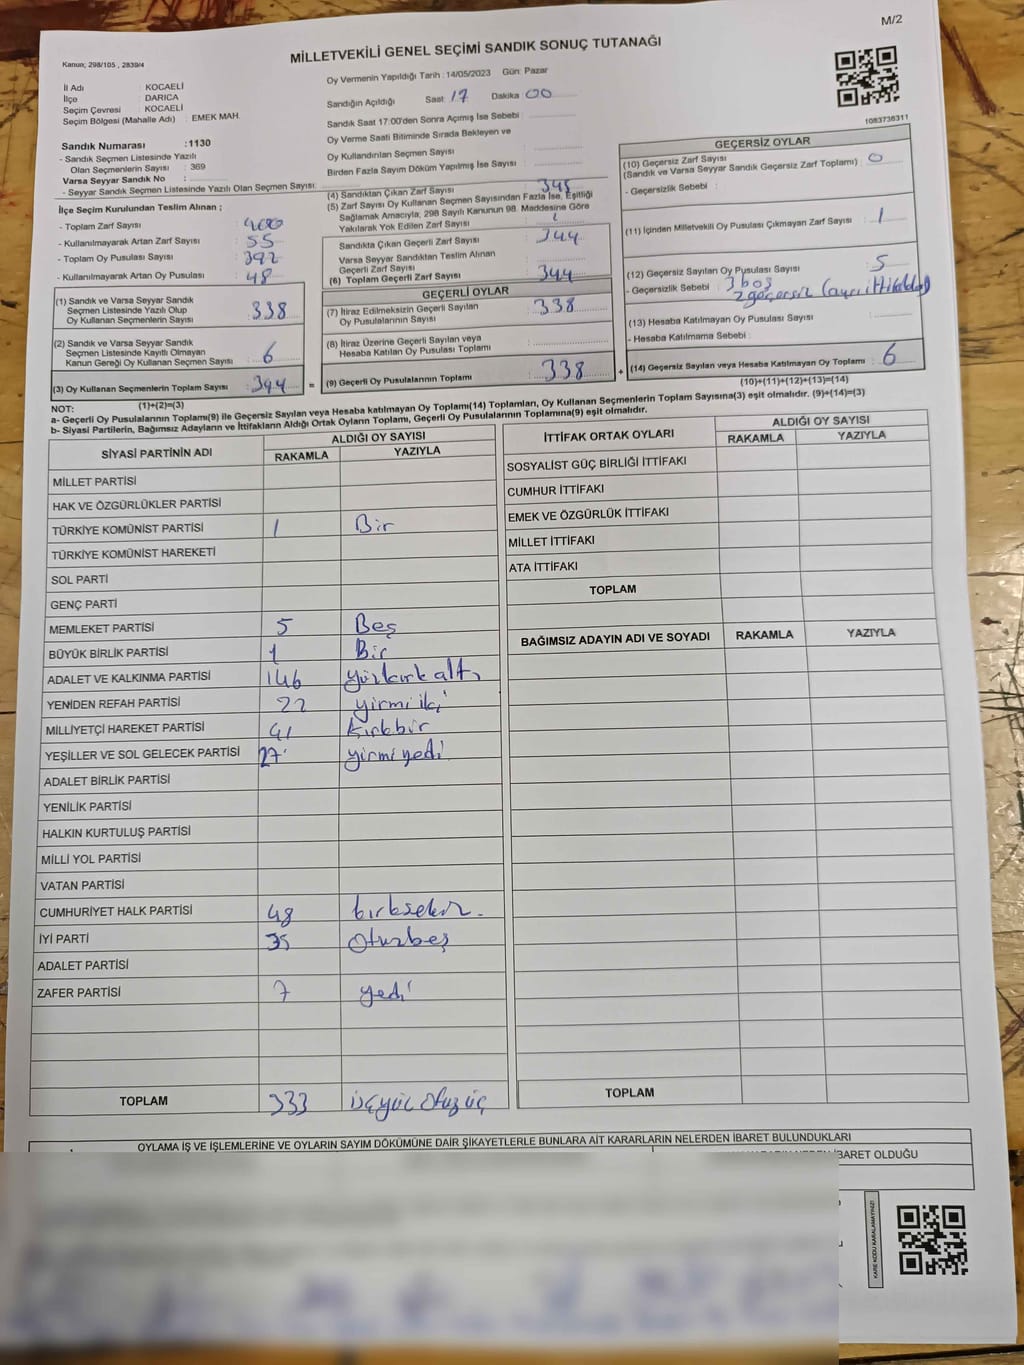 M/2
MİLLETVEKİLİ GENEL SEÇİMİ SANDIK SONUÇ TUTANAĞI
Kanun; 298/105 , 2839/4
İl Adı : KOCAELİ
İlçe : DARICA
Seçim Çevresi : KOCAELİ
Seçim Bölgesi (Mahalle Adı) : EMEK MAH.
Sandık Numarası : 1130
- Sandık Seçmen Listesinde Yazılı
Olan Seçmenlerin Sayısı : 369
Varsa Seyyar Sandık No :
- Seyyar Sandık Seçmen Listesinde Yazılı Olan Seçmen Sayısı:
İlçe Seçim Kurulundan Teslim Alınan ;
- Toplam Zarf Sayısı : 400
- Kullanılmayarak Artan Zarf Sayısı : 55
- Toplam Oy Pusulası Sayısı : 392
- Kullanılmayarak Artan Oy Pusulası : 48
(1) Sandık ve Varsa Seyyar Sandık
Seçmen Listesinde Yazılı Olup
Oy Kullanan Seçmenlerin Sayısı : 338
(2) Sandık ve Varsa Seyyar Sandık
Seçmen Listesinde Kayıtlı Olmayan
Kanun Gereği Oy Kullanan Seçmen Sayısı : 6
(3) Oy Kullanan Seçmenlerin Toplam Sayısı : 344 =
(1)+(2)=(3)
Oy Vermenin Yapıldığı Tarih : 14/05/2023 Gün: Pazar
Sandığın Açıldığı Saat : 17 Dakika : 00
Sandık Saat 17:00'den Sonra Açmış İse Sebebi :
Oy Verme Saati Bitiminde Sırada Bekleyen ve
Oy Kullandırılan Seçmen Sayısı :
Birden Fazla Sayım Döküm Yapılmış İse Sayısı :
(4) Sandıktan Çıkan Zarf Sayısı : 345
(5) Zarf Sayısı Oy Kullanan Seçmen Sayısından Fazla İse, Eşitliği
Sağlamak Amacıyla, 298 Sayılı Kanunun 98. Maddesine Göre
Yakılarak Yok Edilen Zarf Sayısı : 1
Sandıkta Çıkan Geçerli Zarf Sayısı : 344
Varsa Seyyar Sandıktan Teslim Alınan
Geçerli Zarf Sayısı :
(6) Toplam Geçerli Zarf Sayısı : 344
GEÇERLİ OYLAR
(7) İtiraz Edilmeksizin Geçerli Sayılan
Oy Pusulalarının Sayısı : 338
(8) İtiraz Üzerine Geçerli Sayılan veya
Hesaba Katılan Oy Pusulası Toplamı :
(9) Geçerli Oy Pusulalarının Toplamı : 338 +
1083736311
GEÇERSİZ OYLAR
(10) Geçersiz Zarf Sayısı
(Sandık ve Varsa Seyyar Sandık Geçersiz Zarf Toplamı) : 0
- Geçersizlik Sebebi :
(11) İçinden Milletvekili Oy Pusulası Çıkmayan Zarf Sayısı : 1
(12) Geçersiz Sayılan Oy Pusulası Sayısı : 5
- Geçersizlik Sebebi : 3 boş
2 geçersiz (ayrı ittifaklar)
(13) Hesaba Katılmayan Oy Pusulası Sayısı :
- Hesaba Katılmama Sebebi :
(14) Geçersiz Sayılan veya Hesaba Katılmayan Oy Toplamı : 6
(10)+(11)+(12)+(13)=(14)
NOT:
a- Geçerli Oy Pusulalarının Toplamı(9) ile Geçersiz Sayılan veya Hesaba katılmayan Oy Toplamı(14) Toplamları, Oy Kullanan Seçmenlerin Toplam Sayısına(3) eşit olmalıdır. (9)+(14)=(3)
b- Siyasi Partilerin, Bağımsız Adayların ve İttifakların Aldığı Ortak Oyların Toplamı, Geçerli Oy Pusulalarının Toplamına(9) eşit olmalıdır.
SİYASİ PARTİNİN ADI
ALDIĞI OY SAYISI
RAKAMLA YAZIYLA
MİLLET PARTİSİ
HAK VE ÖZGÜRLÜKLER PARTİSİ
TÜRKİYE KOMÜNİST PARTİSİ 1 Bir
TÜRKİYE KOMÜNİST HAREKETİ
SOL PARTİ
GENÇ PARTİ
MEMLEKET PARTİSİ 5 Beş
BÜYÜK BİRLİK PARTİSİ 1 Bir
ADALET VE KALKINMA PARTİSİ 146 yüzkırk altı
YENİDEN REFAH PARTİSİ 22 yirmi iki
MİLLİYETÇİ HAREKET PARTİSİ 41 kırkbir
YEŞİLLER VE SOL GELECEK PARTİSİ 27 yirmi yedi
ADALET BİRLİK PARTİSİ
YENİLİK PARTİSİ
HALKIN KURTULUŞ PARTİSİ
MİLLİ YOL PARTİSİ
VATAN PARTİSİ
CUMHURİYET HALK PARTİSİ 48 kırksekiz.
İYİ PARTİ 35 otuzbeş
ADALET PARTİSİ
ZAFER PARTİSİ 7 yedi
TOPLAM 333 üçyüz otuz üç
İTTİFAK ORTAK OYLARI
ALDIĞI OY SAYISI
RAKAMLA YAZIYLA
SOSYALİST GÜÇ BİRLİĞİ İTTİFAKI
CUMHUR İTTİFAKI
EMEK VE ÖZGÜRLÜK İTTİFAKI
MİLLET İTTİFAKI
ATA İTTİFAKI
TOPLAM
BAĞIMSIZ ADAYIN ADI VE SOYADI RAKAMLA YAZIYLA
TOPLAM
OYLAMA İŞ VE İŞLEMLERİNE VE OYLARIN SAYIM DÖKÜMÜNE DAİR ŞİKAYETLERLE BUNLARA AİT KARARLARIN NELERDEN İBARET BULUNDUKLARI
İBARET OLDUĞU
KARE KODU KARALAMAYINIZ!